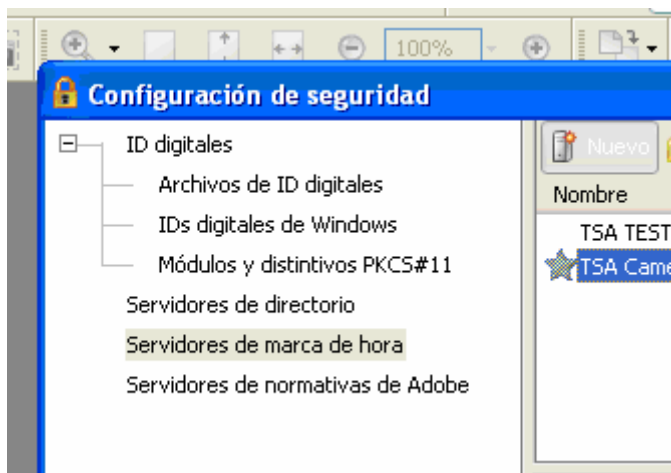 100%
Configuración de seguridad
ID digitales
Archivos de ID digitales
IDs digitales de Windows
Módulos y distintivos PKCS#11
Servidores de directorio
Servidores de marca de hora
Servidores de normativas de Adobe
Nuevo
Nombre
TSA TEST
TSA Came